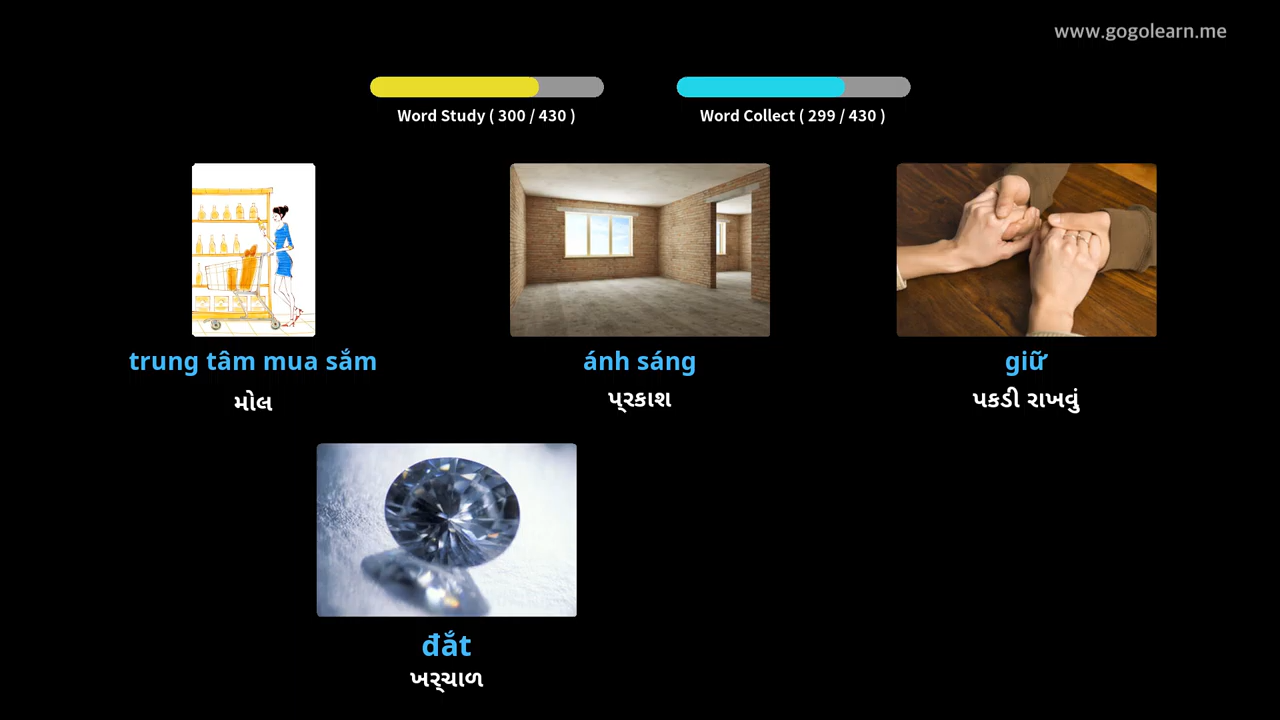 www.gogolearn.me
Word Study ( 300 / 430 )
Word Collect ( 299 / 430 )
trung tâm mua sắm
ánh sáng
giữ
મોલ
પ્રકાશ
પકડી રાખવું
đắt
ખર્ચાળ